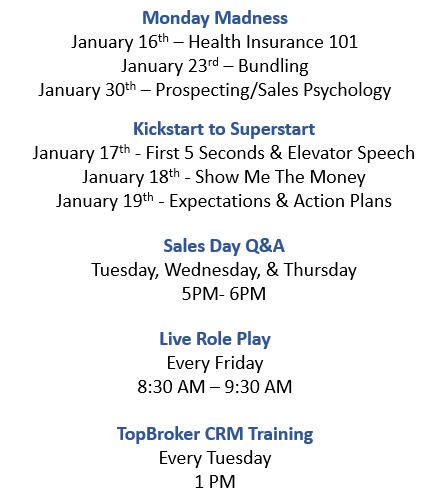 Monday Madness
January 16th – Health Insurance 101
January 23rd – Bundling
January 30th – Prospecting/Sales Psychology
Kickstart to Superstart
January 17th - First 5 Seconds & Elevator Speech
January 18th - Show Me The Money
January 19th - Expectations & Action Plans
Sales Day Q&A
Tuesday, Wednesday, & Thursday
5PM- 6PM
Live Role Play
Every Friday
8:30 AM – 9:30 AM
TopBroker CRM Training
Every Tuesday
1 PM